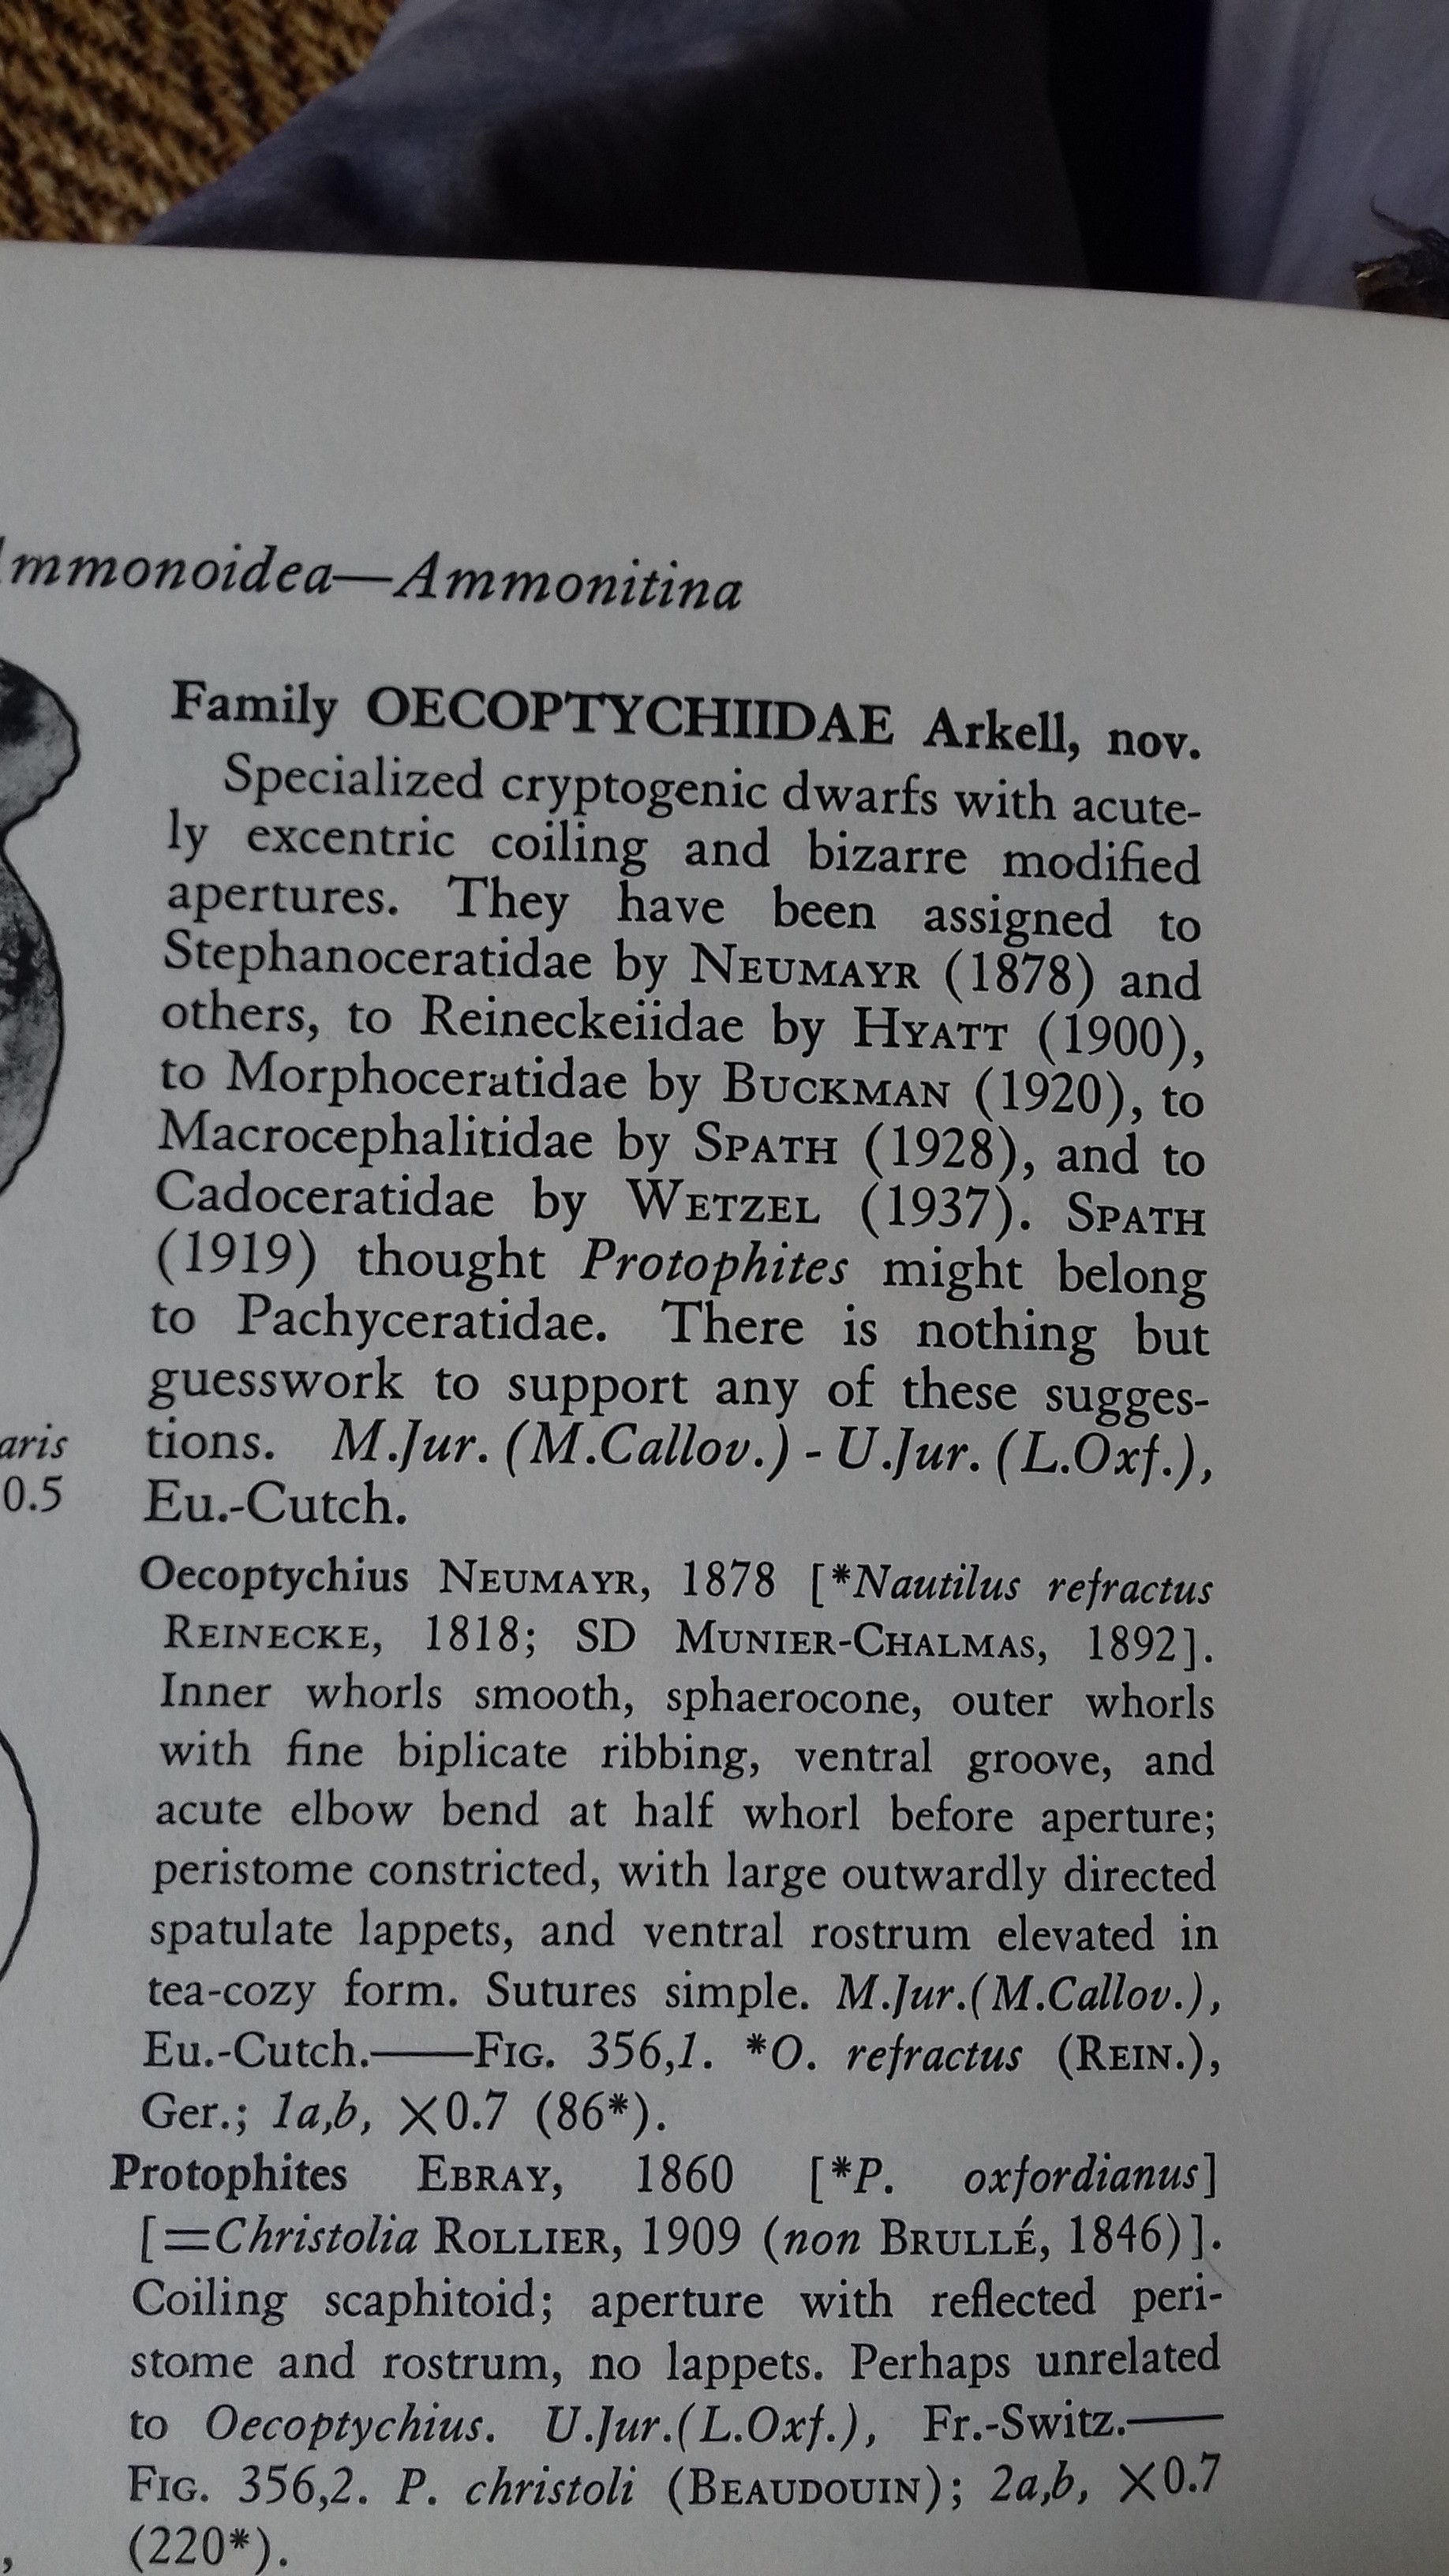 mmonoidea—Ammonitina
Family OECOPTYCHIIDAE Arkell, nov.
Specialized cryptogenic dwarfs with acute-
ly excentric coiling and bizarre modified
apertures. They have been assigned to
Stephanoceratidae by NEUMAYR (1878) and
others, to Reineckeiidae by HYATT (1900),
to Morphoceratidae by BUCKMAN (1920), to
Macrocephalitidae by SPATH (1928), and to
Cadoceratidae by WETZEL (1937). SPATH
(1919) thought Protophites might belong
to Pachyceratidae. There is nothing but
guesswork to support any of these sugges-
tions. M.Jur. (M.Callov.) - U.Jur. (L.Oxf.),
Eu.-Cutch.
aris
0.5
Oecoptychius NEUMAYR, 1878 [*Nautilus refractus
REINECKE, 1818; SD MUNIER-CHALMAS, 1892].
Inner whorls smooth, sphaerocone, outer whorls
with fine biplicate ribbing, ventral groove, and
acute elbow bend at half whorl before aperture;
peristome constricted, with large outwardly directed
spatulate lappets, and ventral rostrum elevated in
tea-cozy form. Sutures simple. M.Jur.(M.Callov.),
Eu.-Cutch.——FIG. 356,1. *O. refractus (REIN.),
Ger.; 1a,b, ×0.7 (86*).
Protophites EBRAY, 1860 [*P. oxfordianus]
[=Christolia ROLLIER, 1909 (non BRULLÉ, 1846)].
Coiling scaphitoid; aperture with reflected peri-
stome and rostrum, no lappets. Perhaps unrelated
to Oecoptychius. U.Jur.(L.Oxf.), Fr.-Switz.——
FIG. 356,2. P. christoli (BEAUDOUIN); 2a,b, ×0.7
(220*).
,